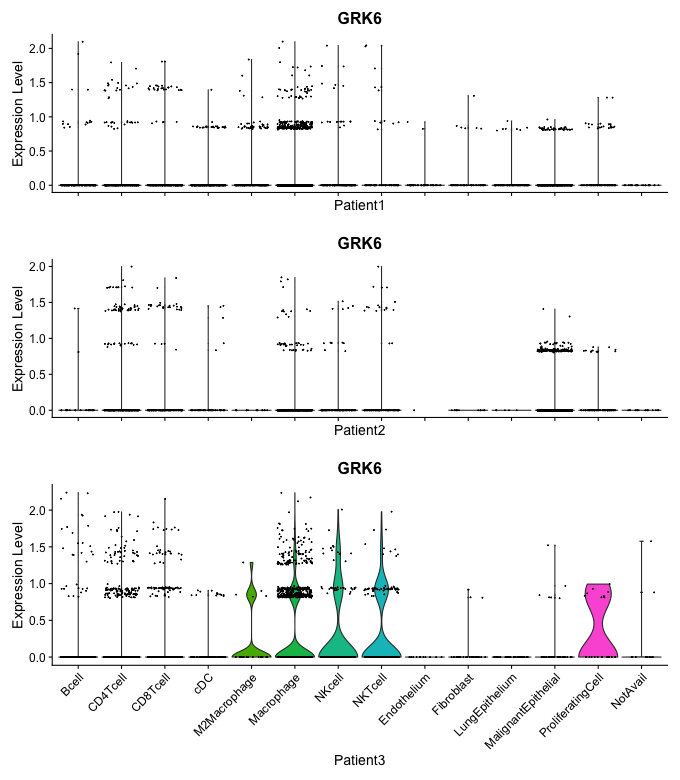 GRK6
Expression Level
2.0
1.5
1.0
0.5
0.0
Patient1
GRK6
Expression Level
2.0
1.5
1.0
0.5
0.0
Patient2
GRK6
Expression Level
2.0
1.5
1.0
0.5
0.0
Bcell
CD4Tcell
CD8Tcell
cDC
M2Macrophage
Macrophage
NKcell
NKTcell
Endothelium
Fibroblast
LungEpithelium
MalignantEpithelial
ProliferatingCell
NotAvail
Patient3